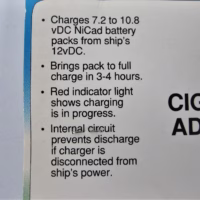 • Charges 7.2 to 10.8
vDC NiCad battery
packs from ship's
12vDC.
• Brings pack to full
charge in 3-4 hours.
• Red indicator light
shows charging
is in progress.
• Internal circuit
prevents discharge
if charger is
disconnected from
ship's power.
CIG
AD